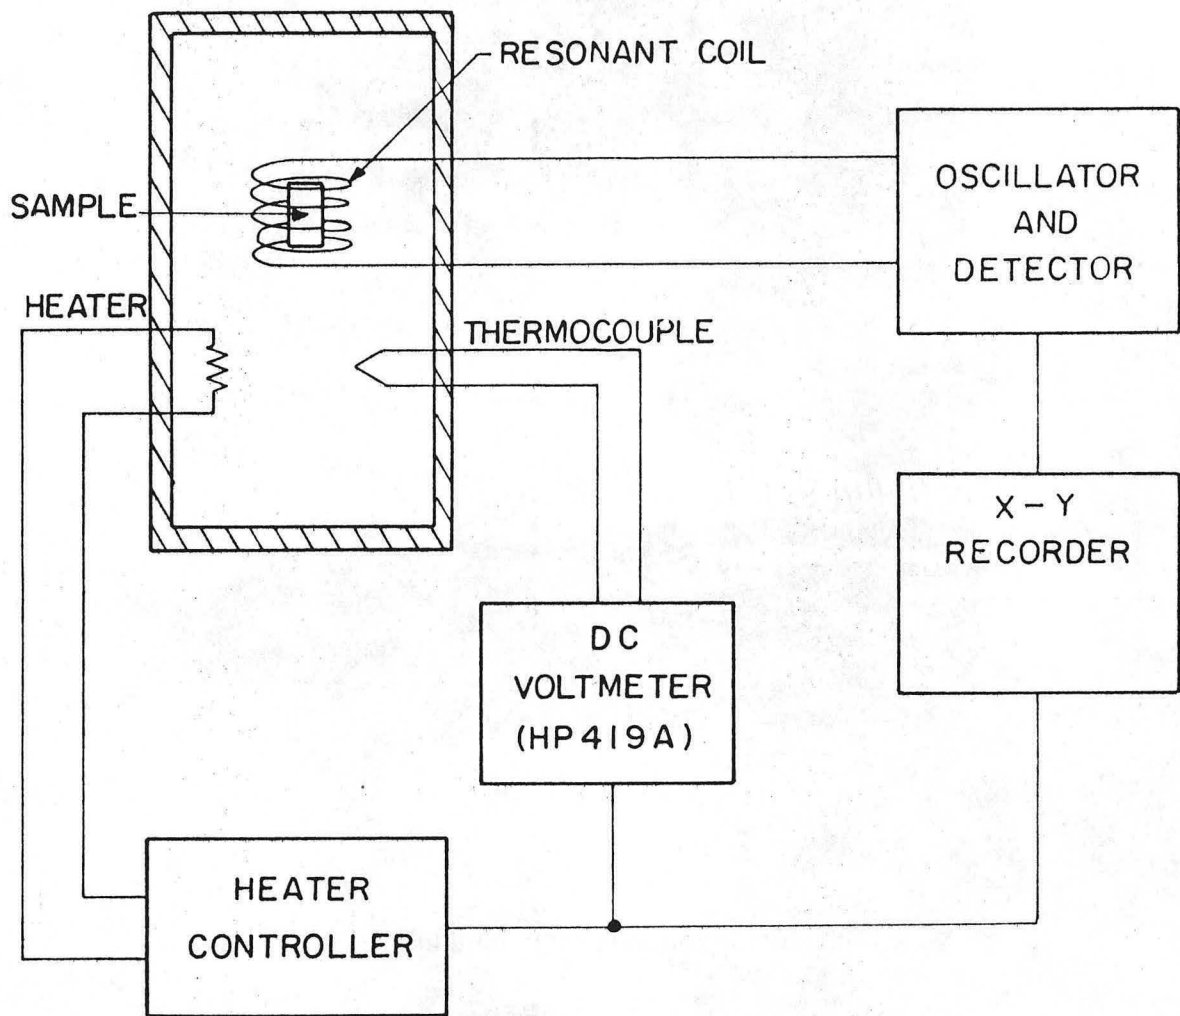 RESONANT COIL
SAMPLE
OSCILLATOR
AND
DETECTOR
HEATER
THERMOCOUPLE
X-Y
RECORDER
DC
VOLTMETER
(HP419A)
HEATER
CONTROLLER